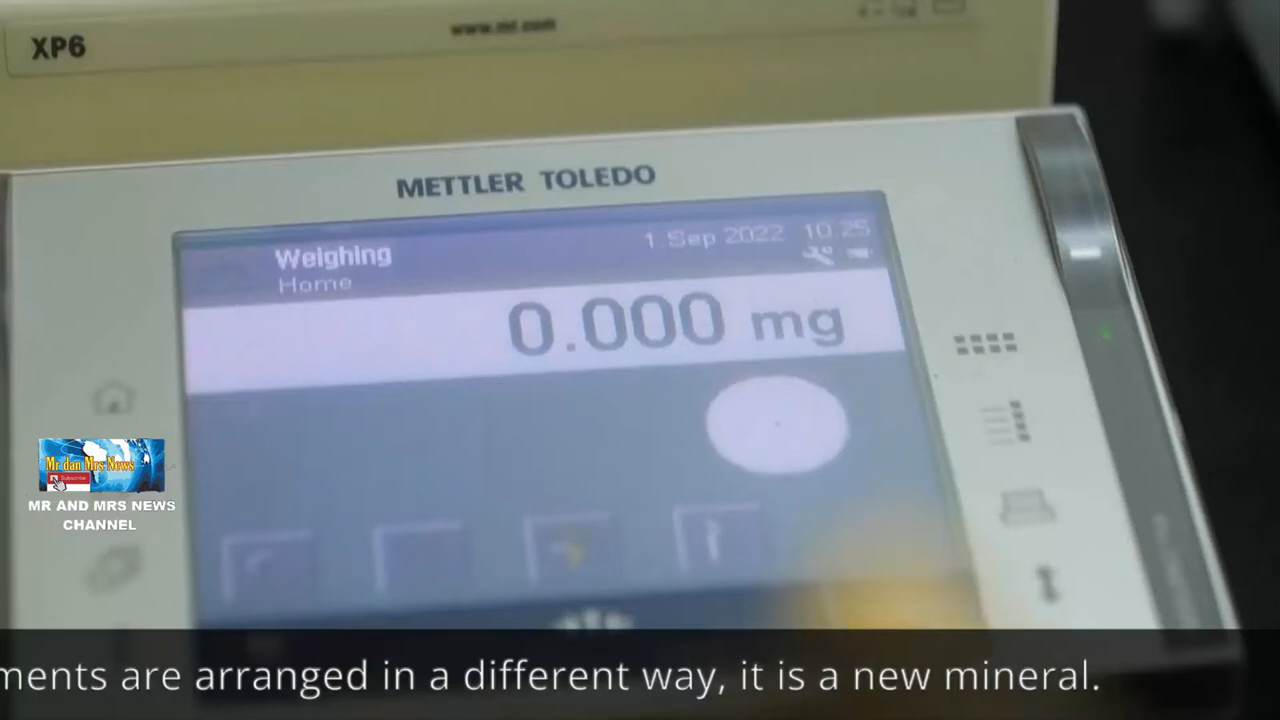 XP6
www.mt.com
METTLER TOLEDO
Weighing
1 Sep 2022 10:25
Home
0.000 mg
Mr dan Mrs News
Subscribe
MR AND MRS NEWS
CHANNEL
ments are arranged in a different way, it is a new mineral.